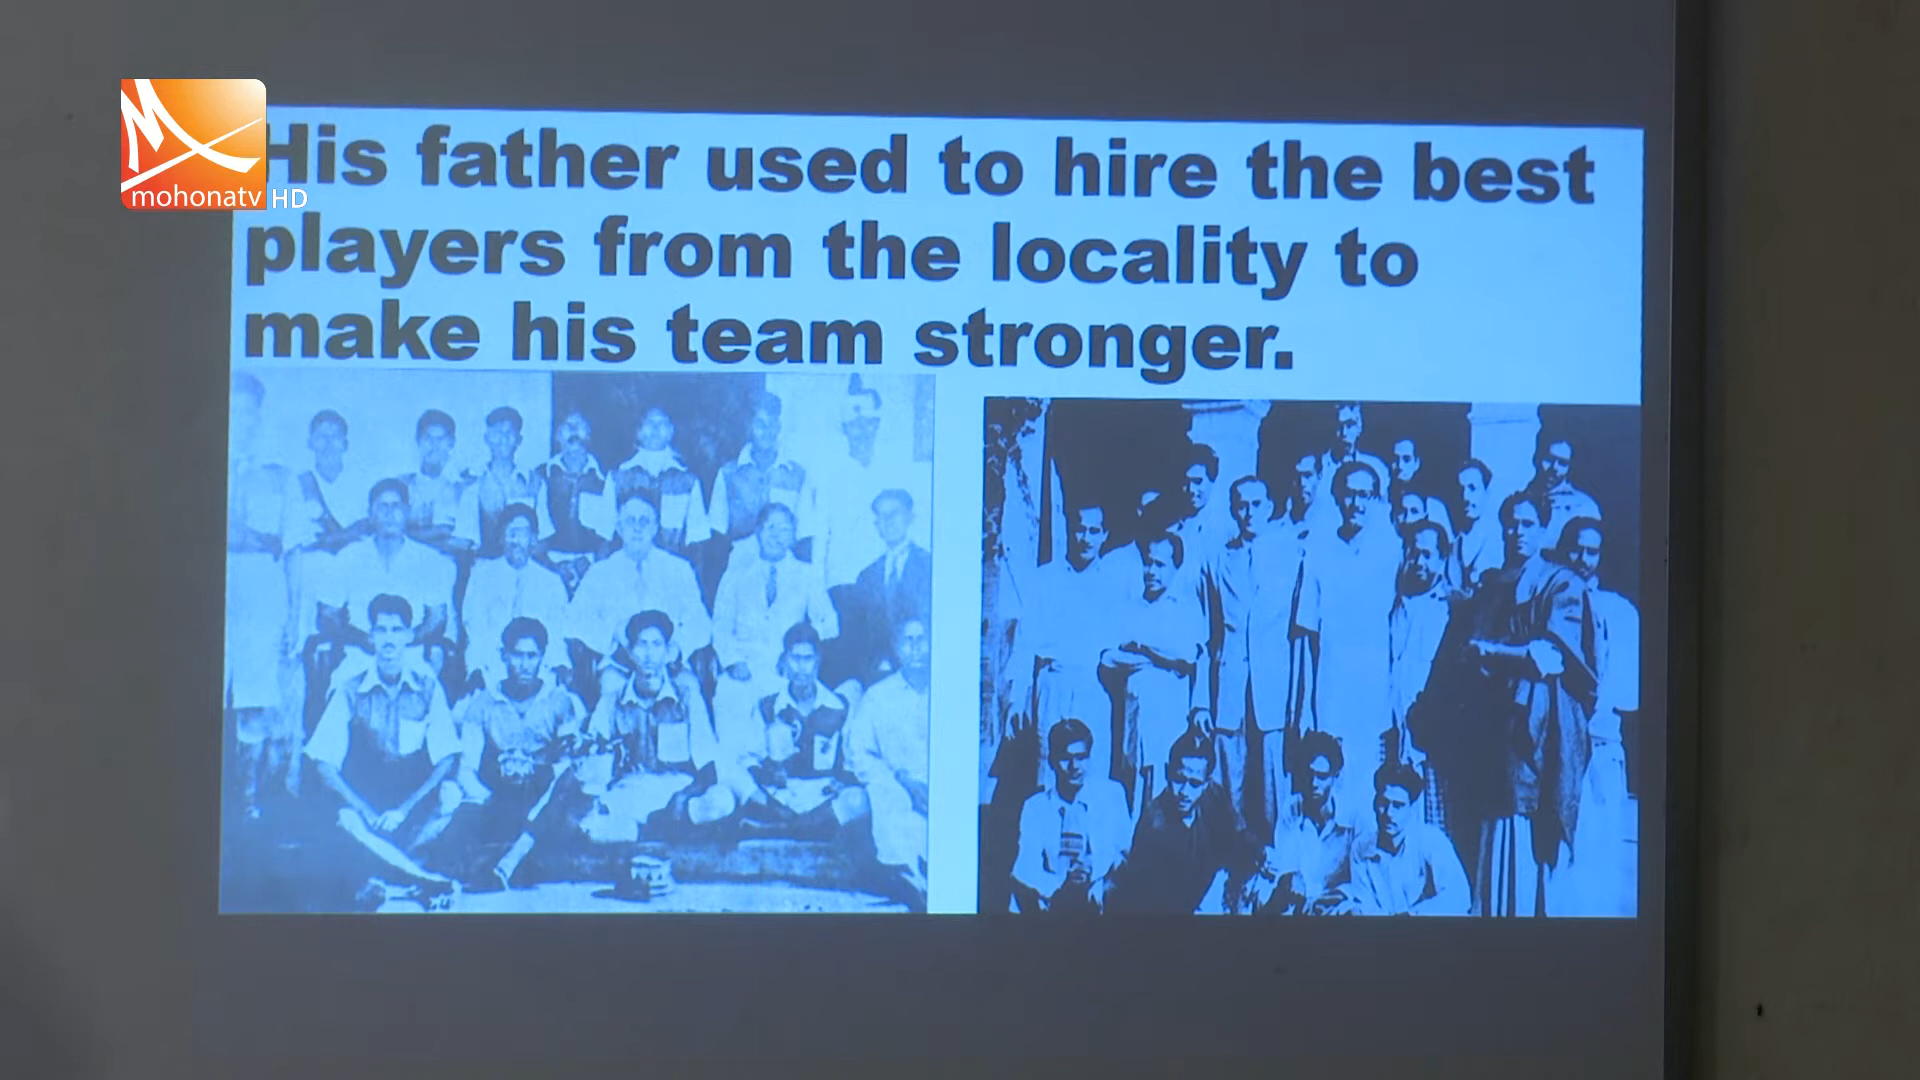 mohonatv HD
His father used to hire the best
players from the locality to
make his team stronger.